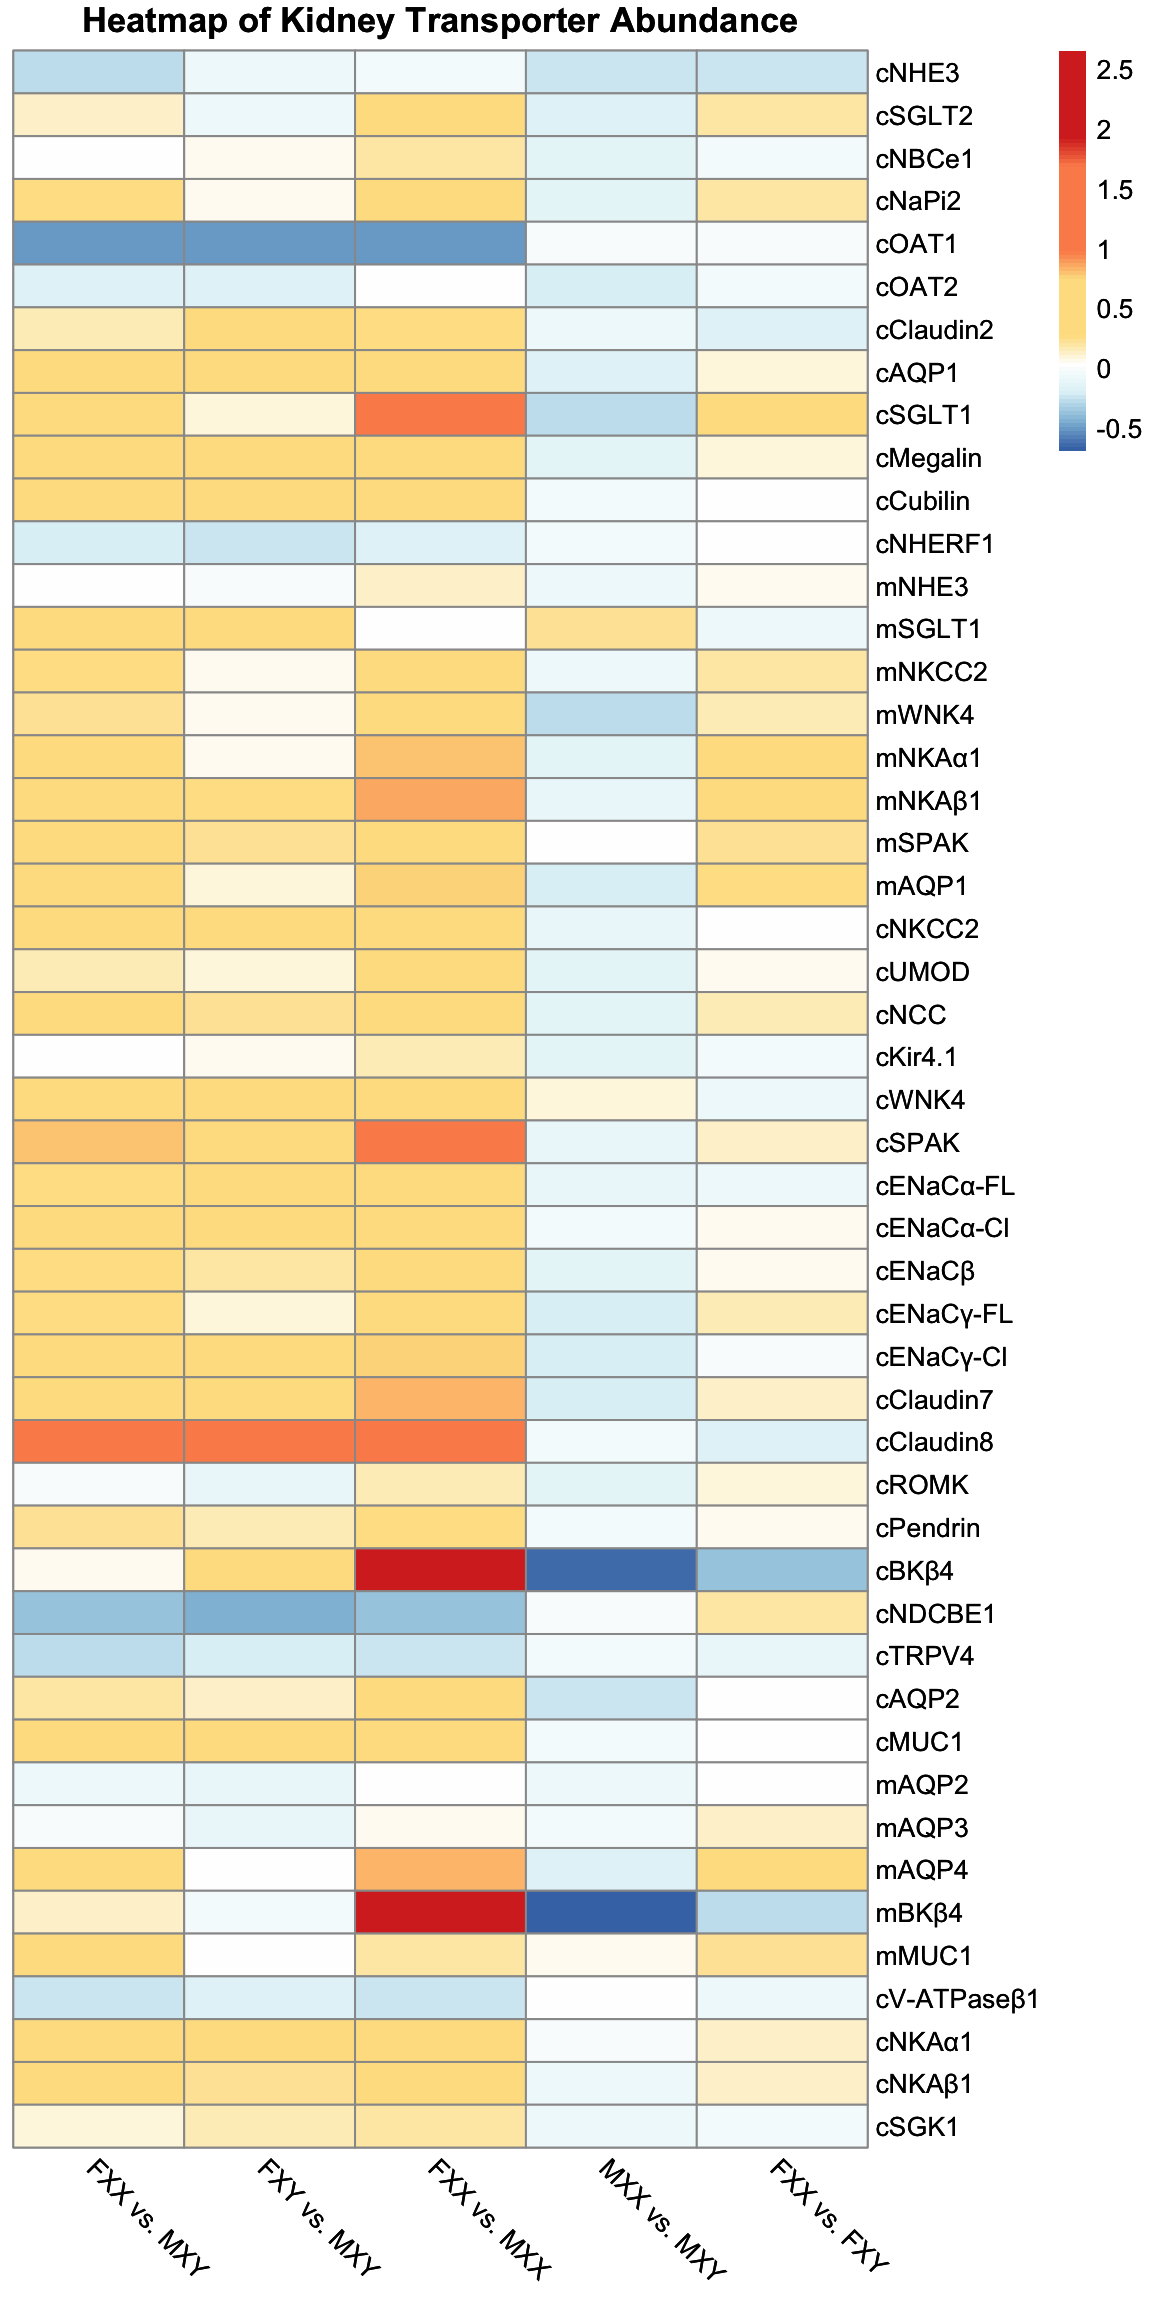 Heatmap of Kidney Transporter Abundance
cNHE3
cSGLT2
cNBCe1
cNaPi2
cOAT1
cOAT2
cClaudin2
cAQP1
cSGLT1
cMegalin
cCubilin
cNHERF1
mNHE3
mSGLT1
mNKCC2
mWNK4
mNKAα1
mNKAβ1
mSPAK
mAQP1
cNKCC2
cUMOD
cNCC
cKir4.1
cWNK4
cSPAK
cENaCα-FL
cENaCα-Cl
cENaCβ
cENaCγ-FL
cENaCγ-Cl
cClaudin7
cClaudin8
cROMK
cPendrin
cBKβ4
cNDCBE1
cTRPV4
cAQP2
cMUC1
mAQP2
mAQP3
mAQP4
mBKβ4
mMUC1
cV-ATPaseβ1
cNKAα1
cNKAβ1
cSGK1
2.5
2
1.5
1
0.5
0
-0.5
FXX vs. MXY
FXY vs. MXY
FXX vs. MXX
MXX vs. MXY
FXX vs. FXY